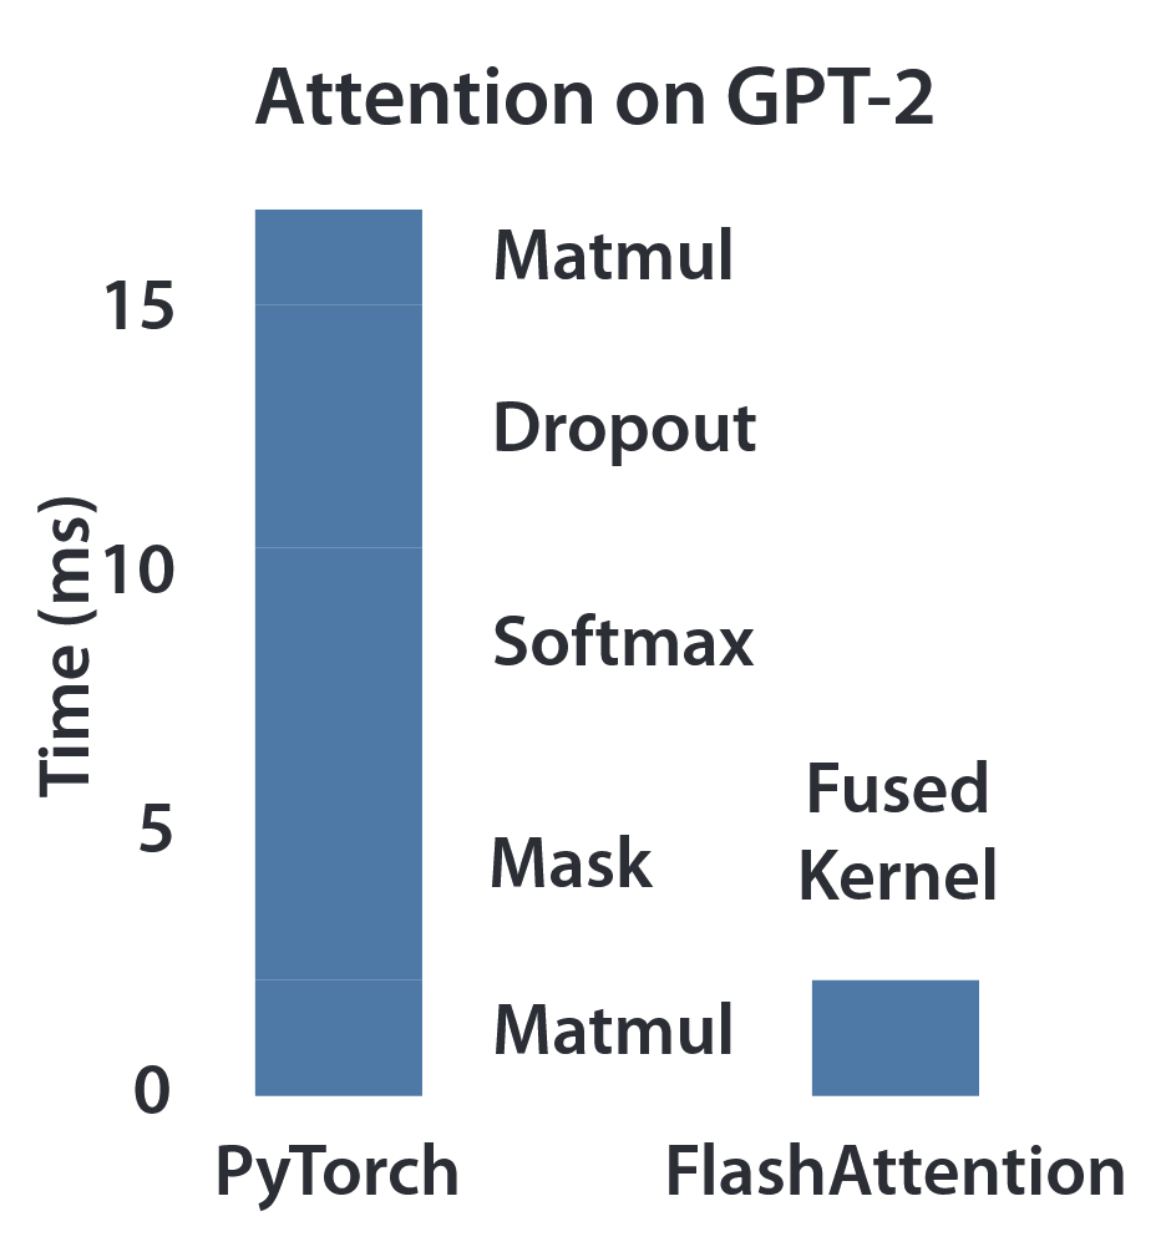 Attention on GPT-2
Time (ms)
15
10
5
0
Matmul
Dropout
Softmax
Mask
Matmul
Fused
Kernel
PyTorch
FlashAttention